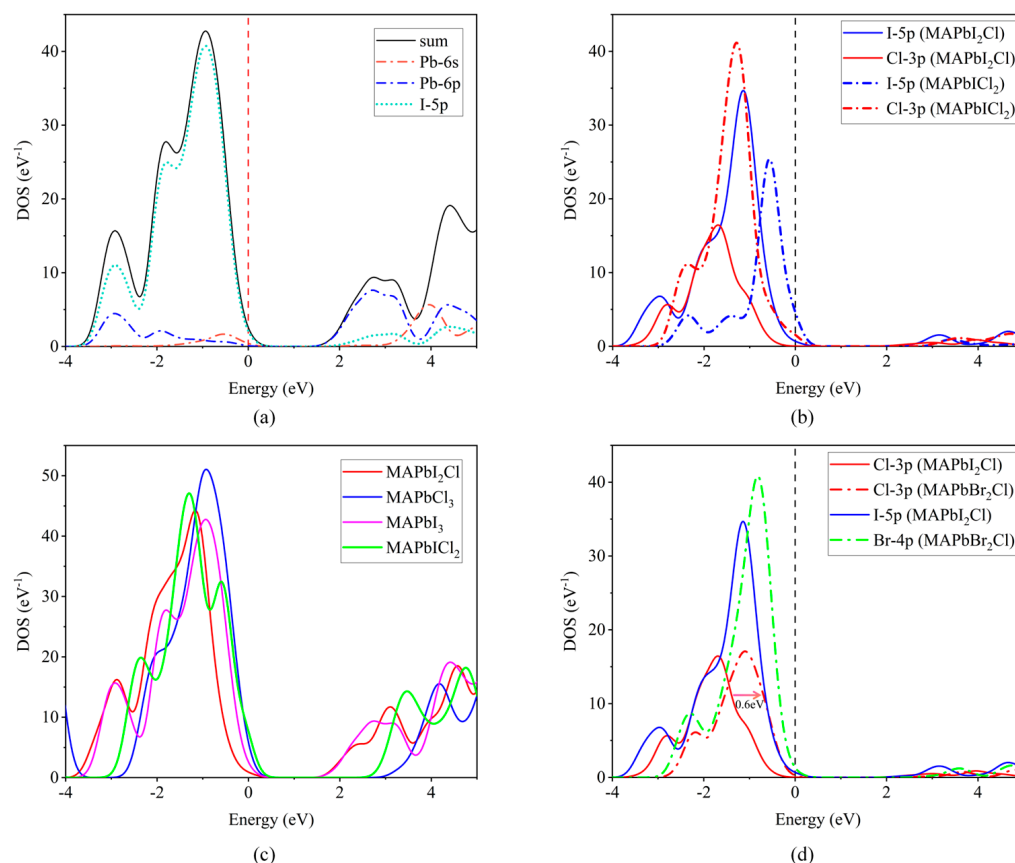 40
30
20
10
0
-4
-2
0
2
4
DOS (eV⁻¹)
Energy (eV)
sum
Pb-6s
Pb-6p
I-5p
(a)
40
30
20
10
0
-4
-2
0
2
4
DOS (eV⁻¹)
Energy (eV)
I-5p (MAPbI₂Cl)
Cl-3p (MAPbI₂Cl)
I-5p (MAPbICl₂)
Cl-3p (MAPbICl₂)
(b)
50
40
30
20
10
0
-4
-2
0
2
4
DOS (eV⁻¹)
Energy (eV)
MAPbI₂Cl
MAPbCl₃
MAPbI₃
MAPbICl₂
(c)
40
30
20
10
0
-4
-2
0
2
4
DOS (eV⁻¹)
Energy (eV)
Cl-3p (MAPbI₂Cl)
Cl-3p (MAPbBr₂Cl)
I-5p (MAPbI₂Cl)
Br-4p (MAPbBr₂Cl)
0.6eV
(d)